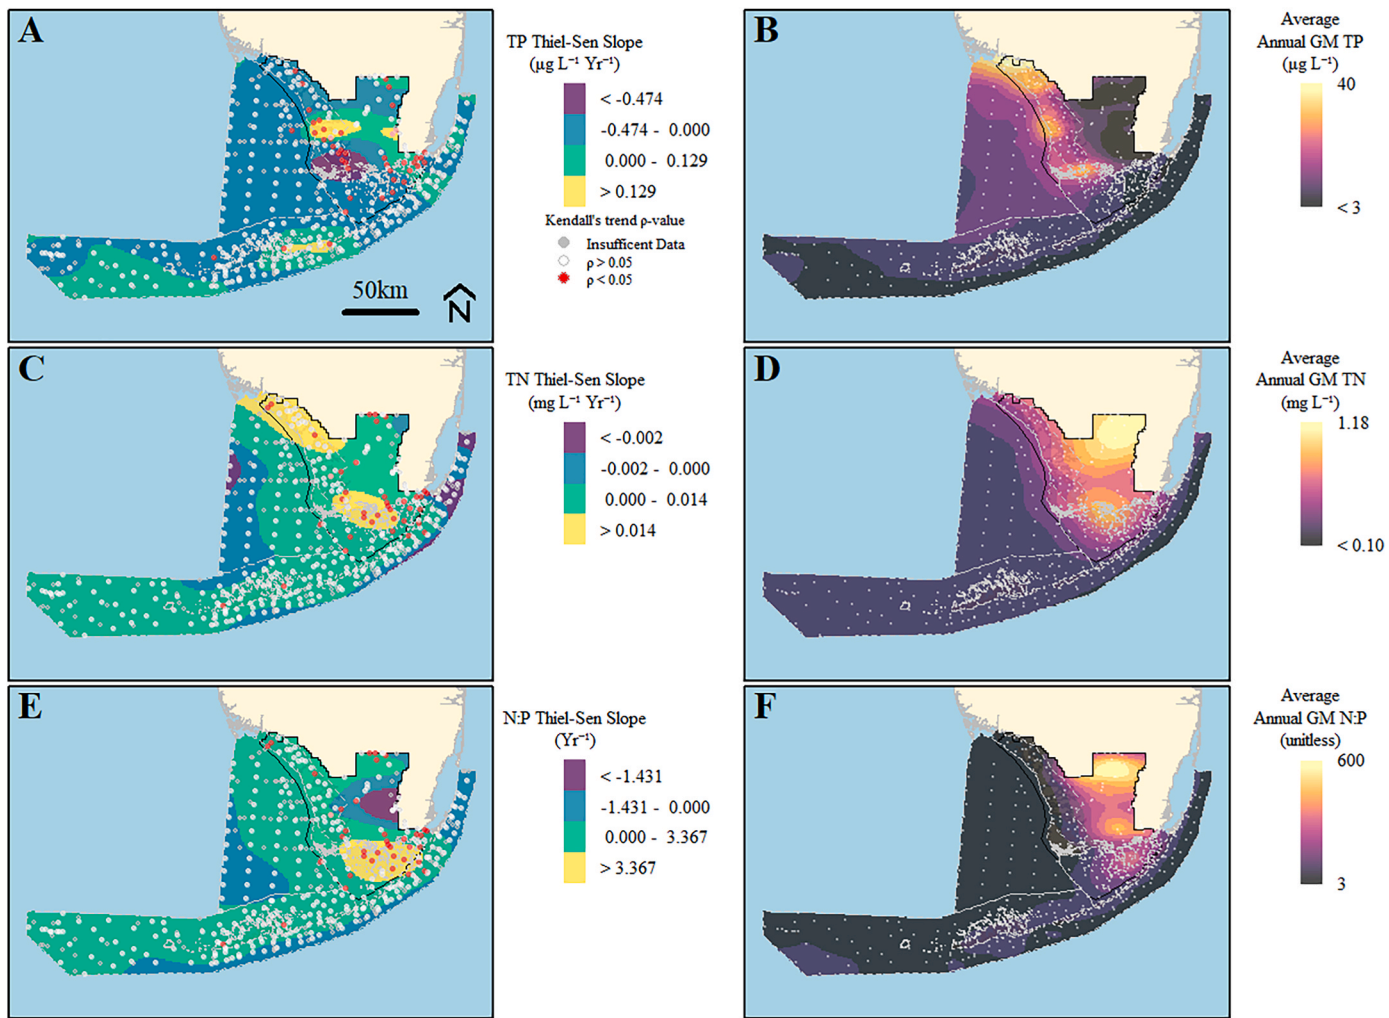 A
TP Thiel-Sen Slope
(µg L⁻¹ Yr⁻¹)
< -0.474
-0.474 - 0.000
0.000 - 0.129
> 0.129
Kendall's trend ρ-value
Insufficent Data
ρ > 0.05
ρ < 0.05
50km
N
B
Average
Annual GM TP
(µg L⁻¹)
40
< 3
C
TN Thiel-Sen Slope
(mg L⁻¹ Yr⁻¹)
< -0.002
-0.002 - 0.000
0.000 - 0.014
> 0.014
D
Average
Annual GM TN
(mg L⁻¹)
1.18
< 0.10
E
N:P Thiel-Sen Slope
(Yr⁻¹)
< -1.431
-1.431 - 0.000
0.000 - 3.367
> 3.367
F
Average
Annual GM N:P
(unitless)
600
3